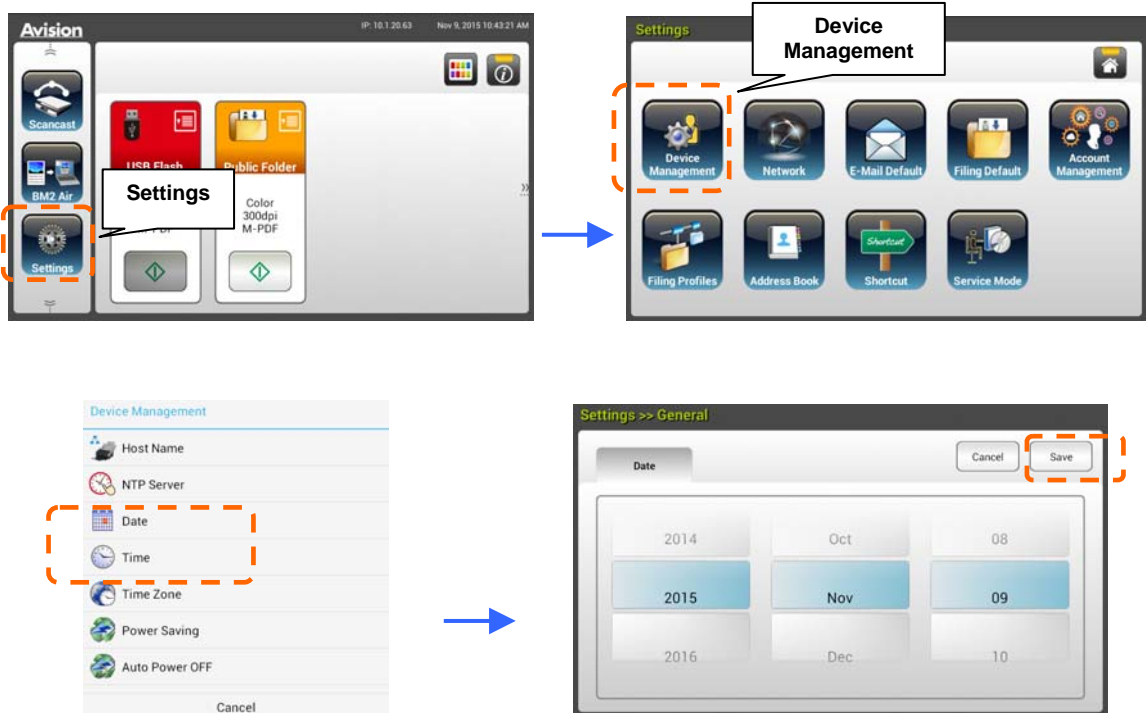 Avision
IP: 10.1.20.63
Nov 9, 2015 10:43:21 AM
Scancast
BM2 Air
Settings
USB Flash
Public Folder
Color
300dpi
M-PDF
Settings
Settings
Device
Management
Device
Management
Network
E-Mail Default
Filing Default
Account
Management
Filing Profiles
Address Book
Shortcut
Shortcut
Service Mode
Device Management
Host Name
NTP Server
Date
Time
Time Zone
Power Saving
Auto Power OFF
Cancel
Settings >> General
Date
Cancel
Save
2014 Oct 08
2015 Nov 09
2016 Dec 10